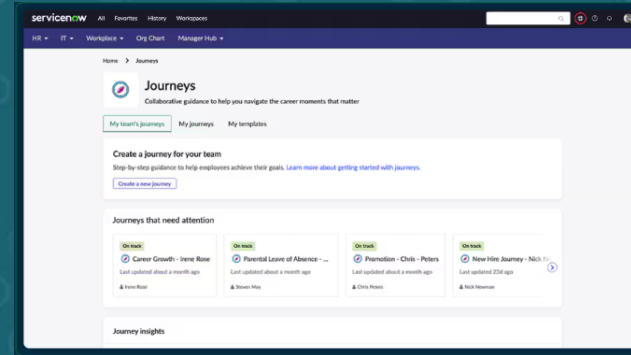 servicenow All Favorites History Workspaces
HR IT Workplace Org Chart Manager Hub
Home > Journeys
Journeys
Collaborative guidance to help you navigate the career moments that matter
My team's journeys My journeys My templates
Create a journey for your team
Step-by-step guidance to help employees achieve their goals. Learn more about getting started with journeys.
Create a new journey
Journeys that need attention
On track
Career Growth - Irene Rose
Last updated about a month ago
Irene Rose
On track
Parental Leave of Absence - ...
Last updated about a month ago
Steven May
On track
Promotion - Chris - Peters
Last updated about a month ago
Chris Peters
On track
New Hire Journey - Nick
Last updated 23d ago
Nick Newman
Journey insights